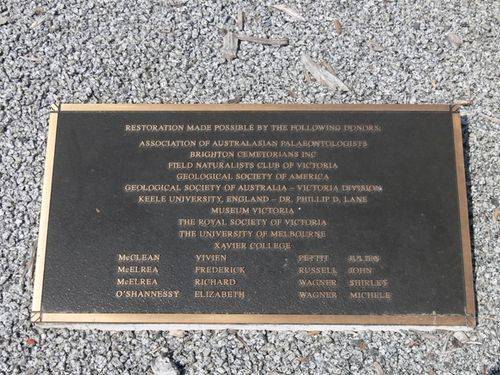 RESTORATION MADE POSSIBLE BY THE FOLLOWING DONORS:
ASSOCIATION OF AUSTRALASIAN PALAEONTOLOGISTS
BRIGHTON CEMETORIANS INC
FIELD NATURALISTS CLUB OF VICTORIA
GEOLOGICAL SOCIETY OF AMERICA
GEOLOGICAL SOCIETY OF AUSTRALIA – VICTORIA DIVISION
KEELE UNIVERSITY, ENGLAND – DR. PHILLIP D. LANE
MUSEUM VICTORIA
THE ROYAL SOCIETY OF VICTORIA
THE UNIVERSITY OF MELBOURNE
XAVIER COLLEGE
McCLEAN VIVIEN PETTIT
McELREA FREDERICK RUSSELL JOHN
McELREA RICHARD WAGNER SHIRLEY
O'SHANNESSY ELIZABETH WAGNER MICHELE